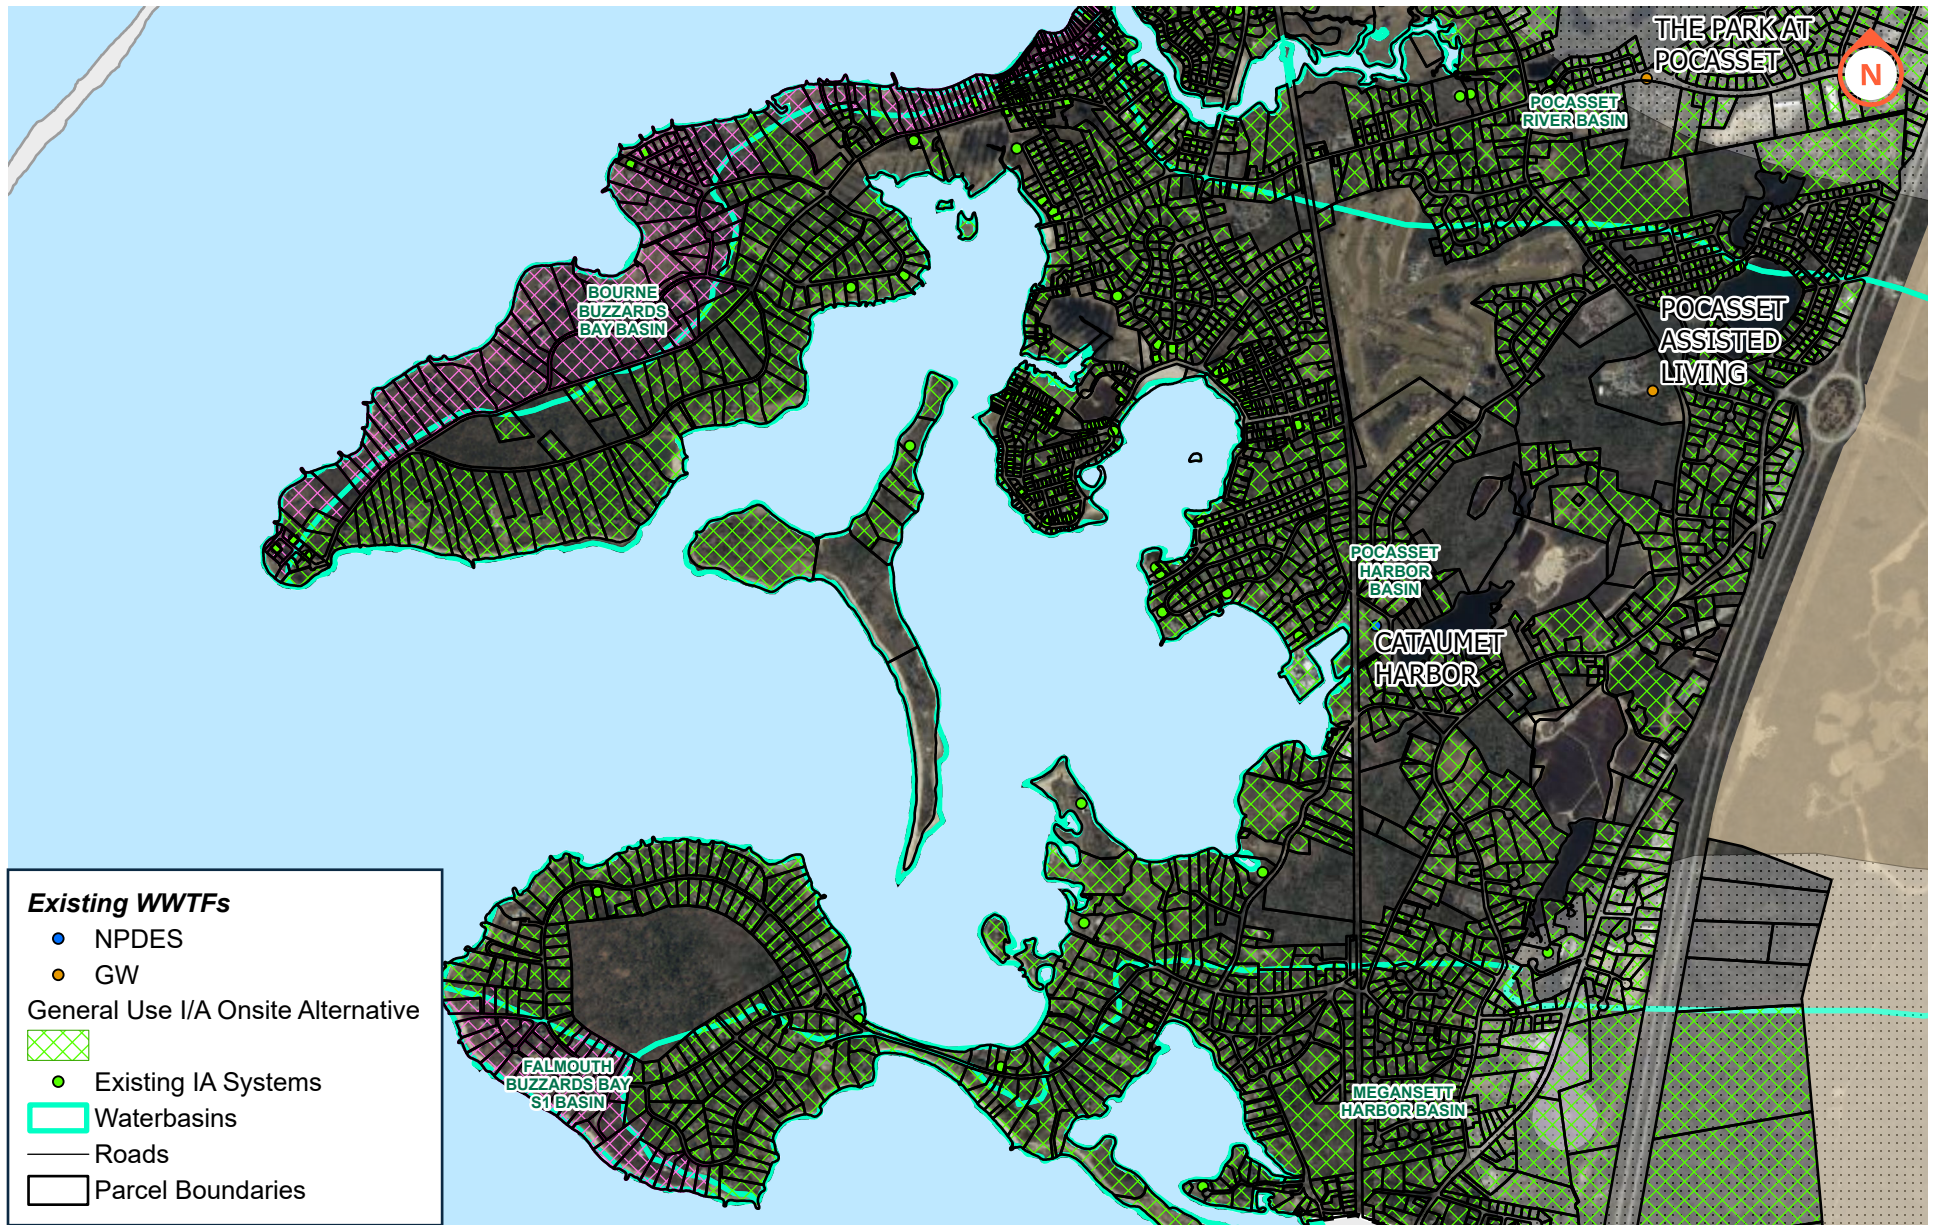 THE PARK AT
POCASSET
N
POCASSET
RIVER BASIN
BOURNE
BUZZARDS
BAY BASIN
POCASSET
ASSISTED
LIVING
POCASSET
HARBOR
BASIN
CATAUMET
HARBOR
FALMOUTH
BUZZARDS BAY
S1 BASIN
MEGANSETT
HARBOR BASIN
Existing WWTFs
NPDES
GW
General Use I/A Onsite Alternative
Existing IA Systems
Waterbasins
Roads
Parcel Boundaries